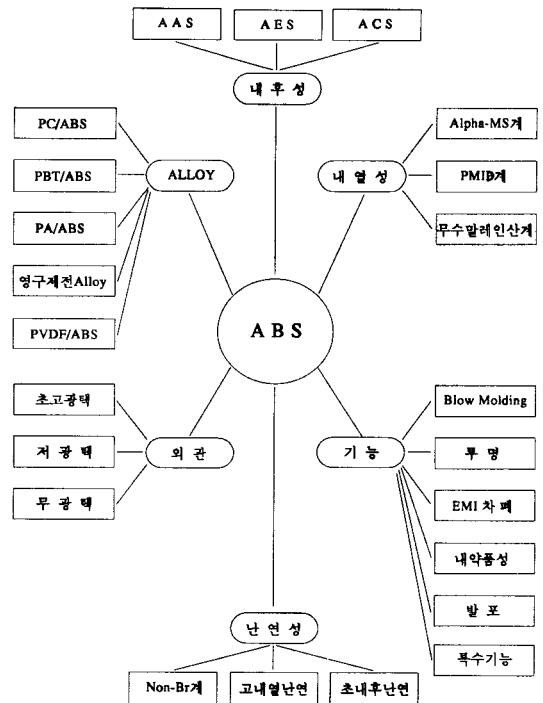 A A S
A E S
A C S
내 후 성
PC/ABS
PBT/ABS
PA/ABS
영구제전Alloy
PVDF/ABS
ALLOY
내 열 성
Alpha-MS계
PMID계
무수말레인산계
A B S
초고광택
저 광 택
무 광 택
외 관
기 능
Blow Molding
투 명
EMI 차 폐
내약품성
발 포
특수기능
난 연 성
Non-Br계
고내열난연
초내후난연